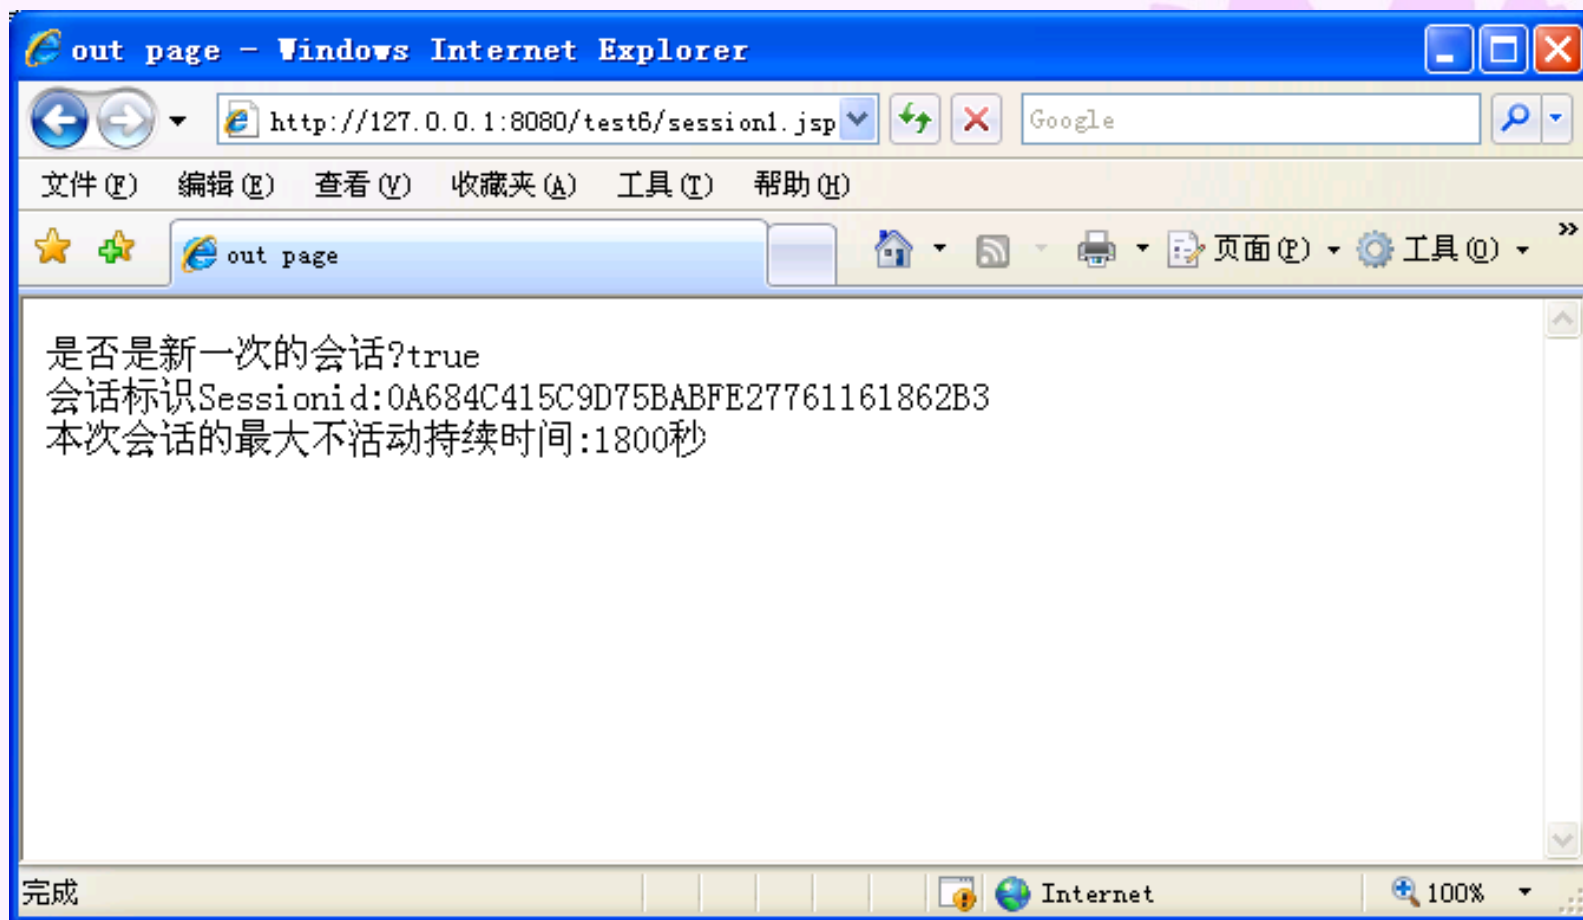 out page - Windows Internet Explorer
http://127.0.0.1:8080/test6/session1.jsp
Google
文件(F) 编辑(E) 查看(V) 收藏夹(A) 工具(T) 帮助(H)
out page
页面(P) 工具(O) »
是否是新一次的会话?true
会话标识Sessionid:0A684C415C9D75BABFE27761161862B3
本次会话的最大不活动持续时间:1800秒
完成 Internet 100%